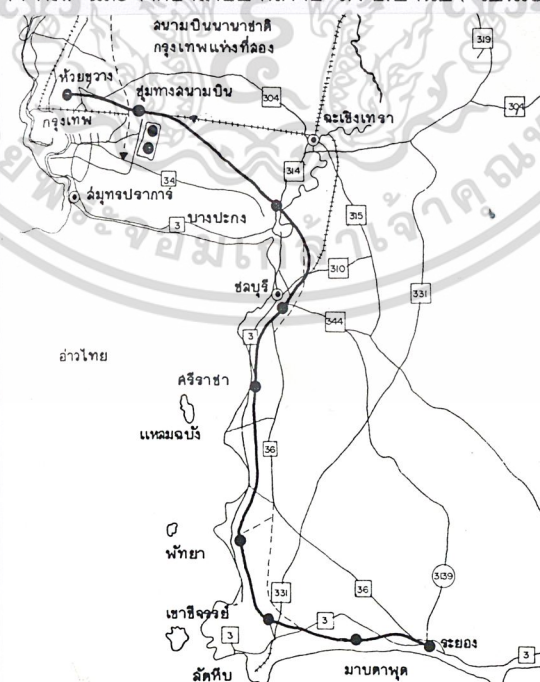 สนามบินนานาชาติ
กรุงเทพแห่งที่สอง
319
ห้วยขวาง
ชุมทางสนามบิน
304
304
กรุงเทพ
ฉะเชิงเทรา
314
34
สมุทรปราการ
3
บางปะกง
315
310
331
ชลบุรี
344
3
อ่าวไทย
ศรีราชา
แหลมฉบัง
36
พัทยา
3139
331
36
เขาชีจรรย์
3
3
ระยอง
3
สัตหีบ
มาบตาพุด